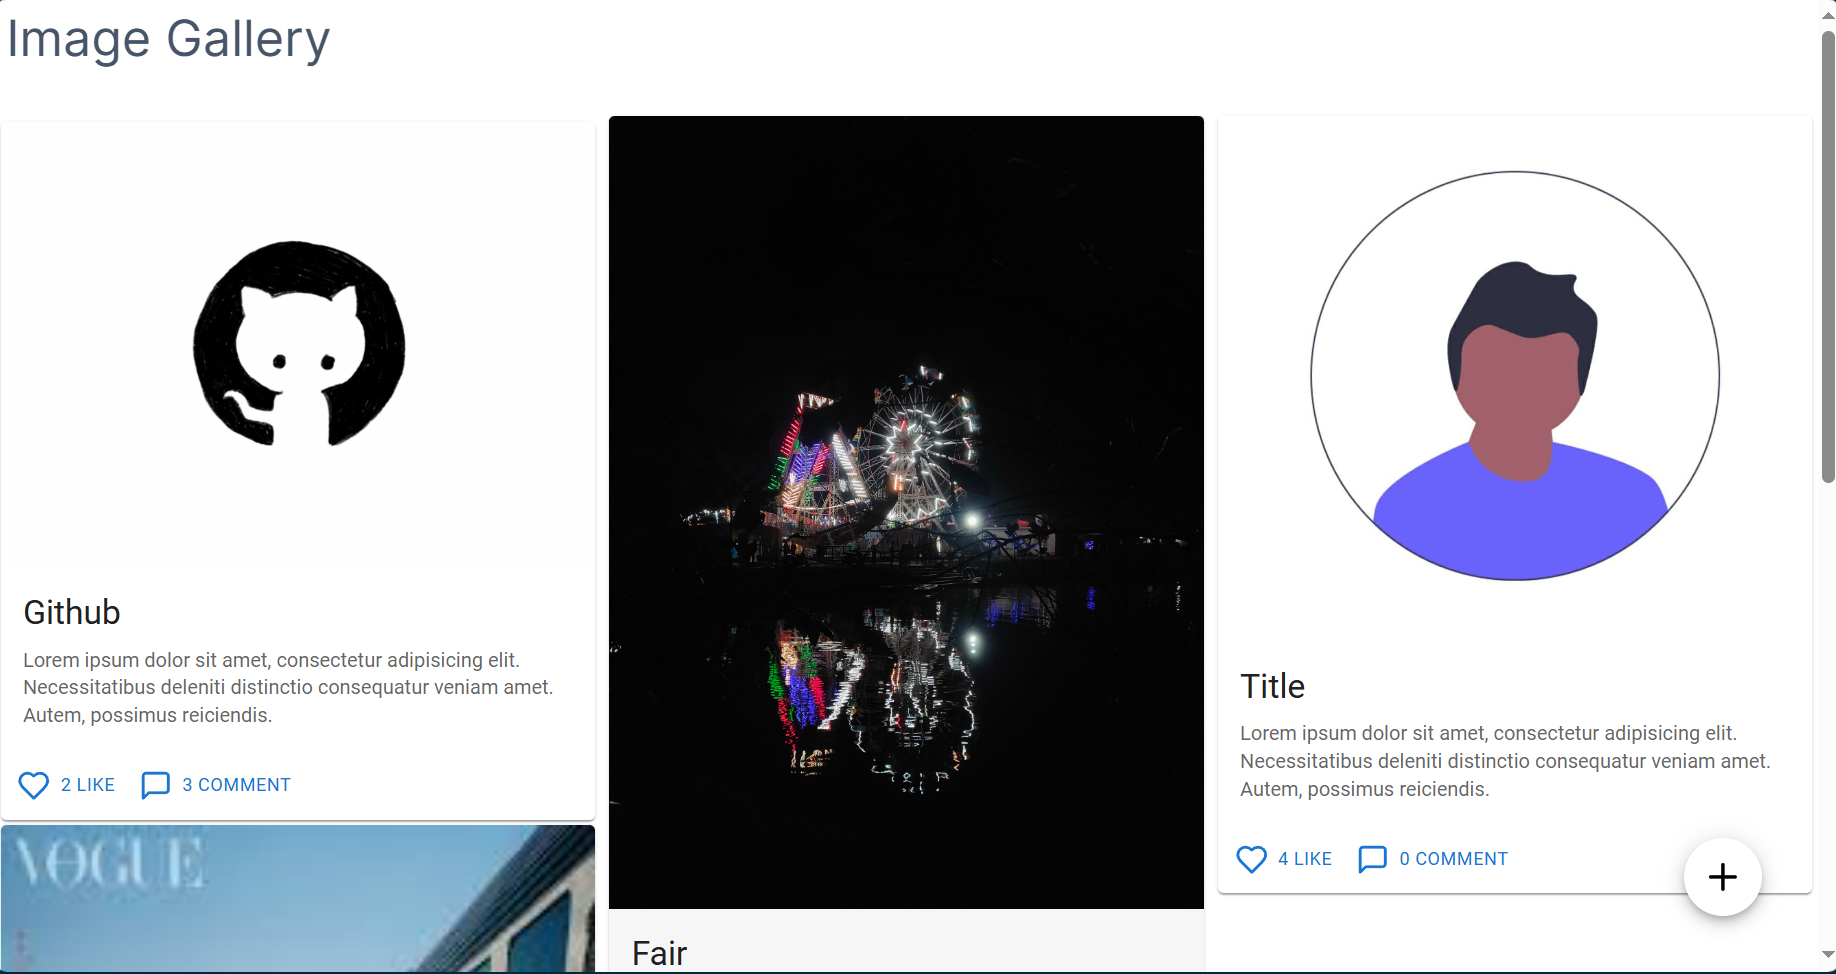 Image Gallery
Github
Lorem ipsum dolor sit amet, consectetur adipisicing elit.
Necessitatibus deleniti distinctio consequatur veniam amet.
Autem, possimus reiciendis.
2 LIKE 3 COMMENT
VOGUE
Fair
Title
Lorem ipsum dolor sit amet, consectetur adipisicing elit.
Necessitatibus deleniti distinctio consequatur veniam amet.
Autem, possimus reiciendis.
4 LIKE 0 COMMENT